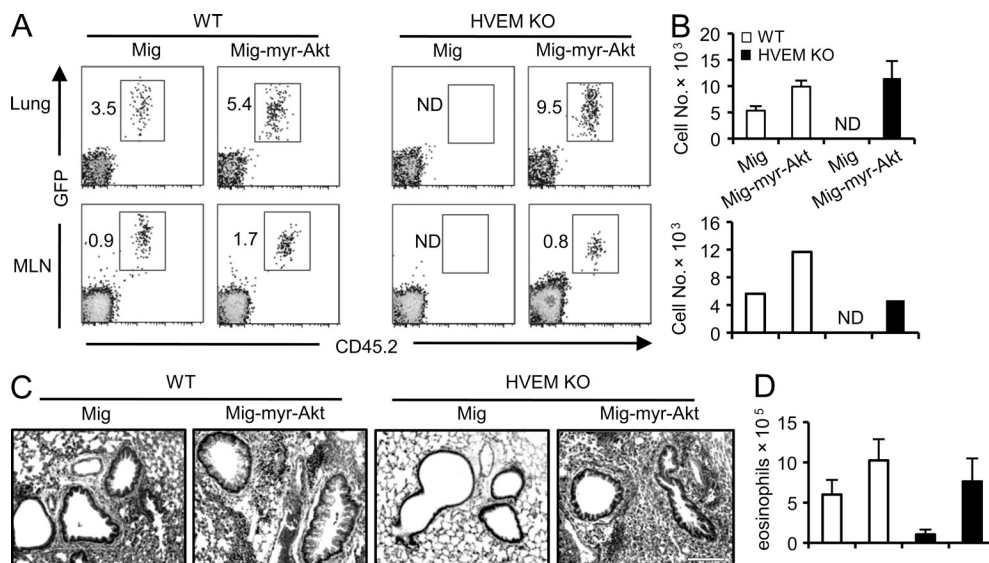 A
WT
HVEM KO
Mig
Mig-myr-Akt
Mig
Mig-myr-Akt
Lung
3.5
5.4
ND
9.5
GFP
MLN
0.9
1.7
ND
0.8
CD45.2
B
WT
HVEM KO
Cell No. × 10³
15
10
5
0
ND
Mig
Mig-myr-Akt
Mig
Mig-myr-Akt
Cell No. × 10³
16
12
8
4
0
ND
C
WT
HVEM KO
Mig
Mig-myr-Akt
Mig
Mig-myr-Akt
D
eosinophils × 10⁵
15
10
5
0